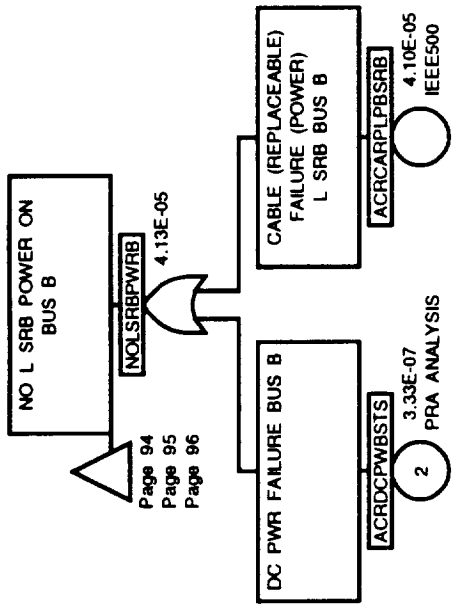 NO L SRB POWER ON
BUS B
NOLSRBPWRB
4.13E-05
Page 94
Page 95
Page 96
DC PWR FAILURE BUS B
ACRDCPWBSTS
3.33E-07
PRA ANALYSIS
2
CABLE (REPLACEABLE)
FAILURE (POWER)
L SRB BUS B
ACRCARPLPBSRB
4.10E-05
IEEE500